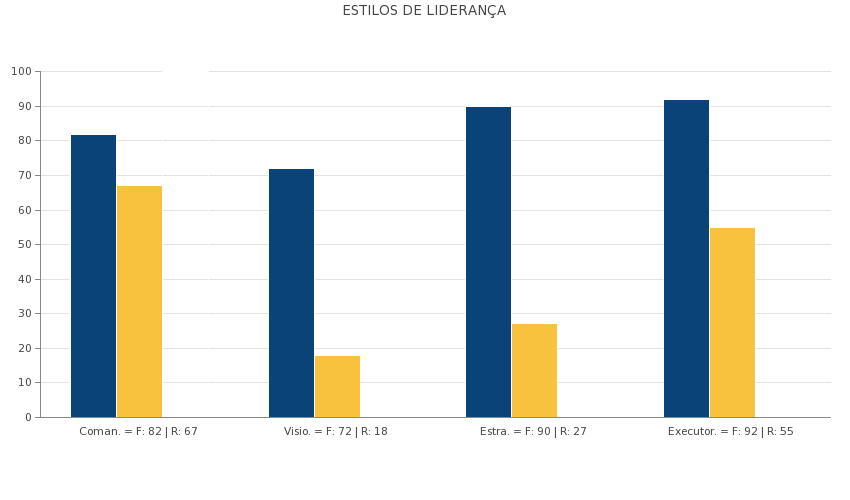 ESTILOS DE LIDERANÇA
100
90
80
70
60
50
40
30
20
10
0
Coman. = F: 82 | R: 67
Visio. = F: 72 | R: 18
Estra. = F: 90 | R: 27
Executor. = F: 92 | R: 55